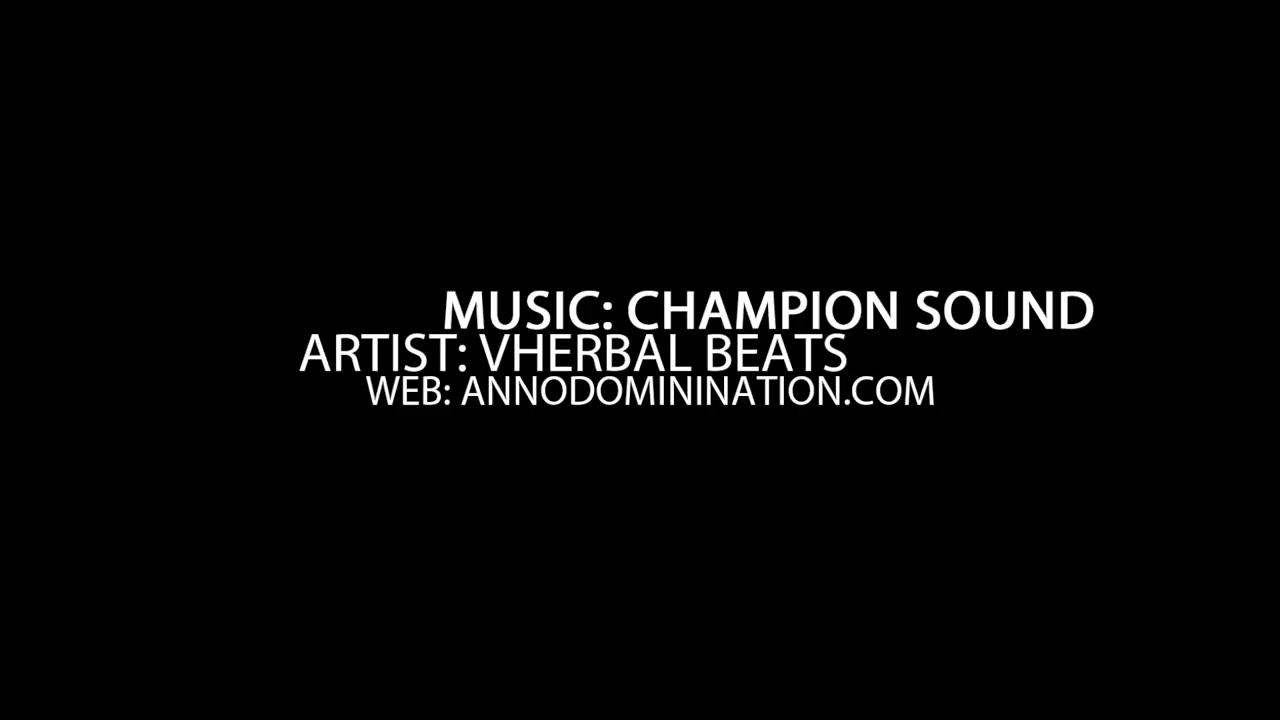 MUSIC: CHAMPION SOUND
ARTIST: VHERBAL BEATS
WEB: ANNODOMININATION.COM